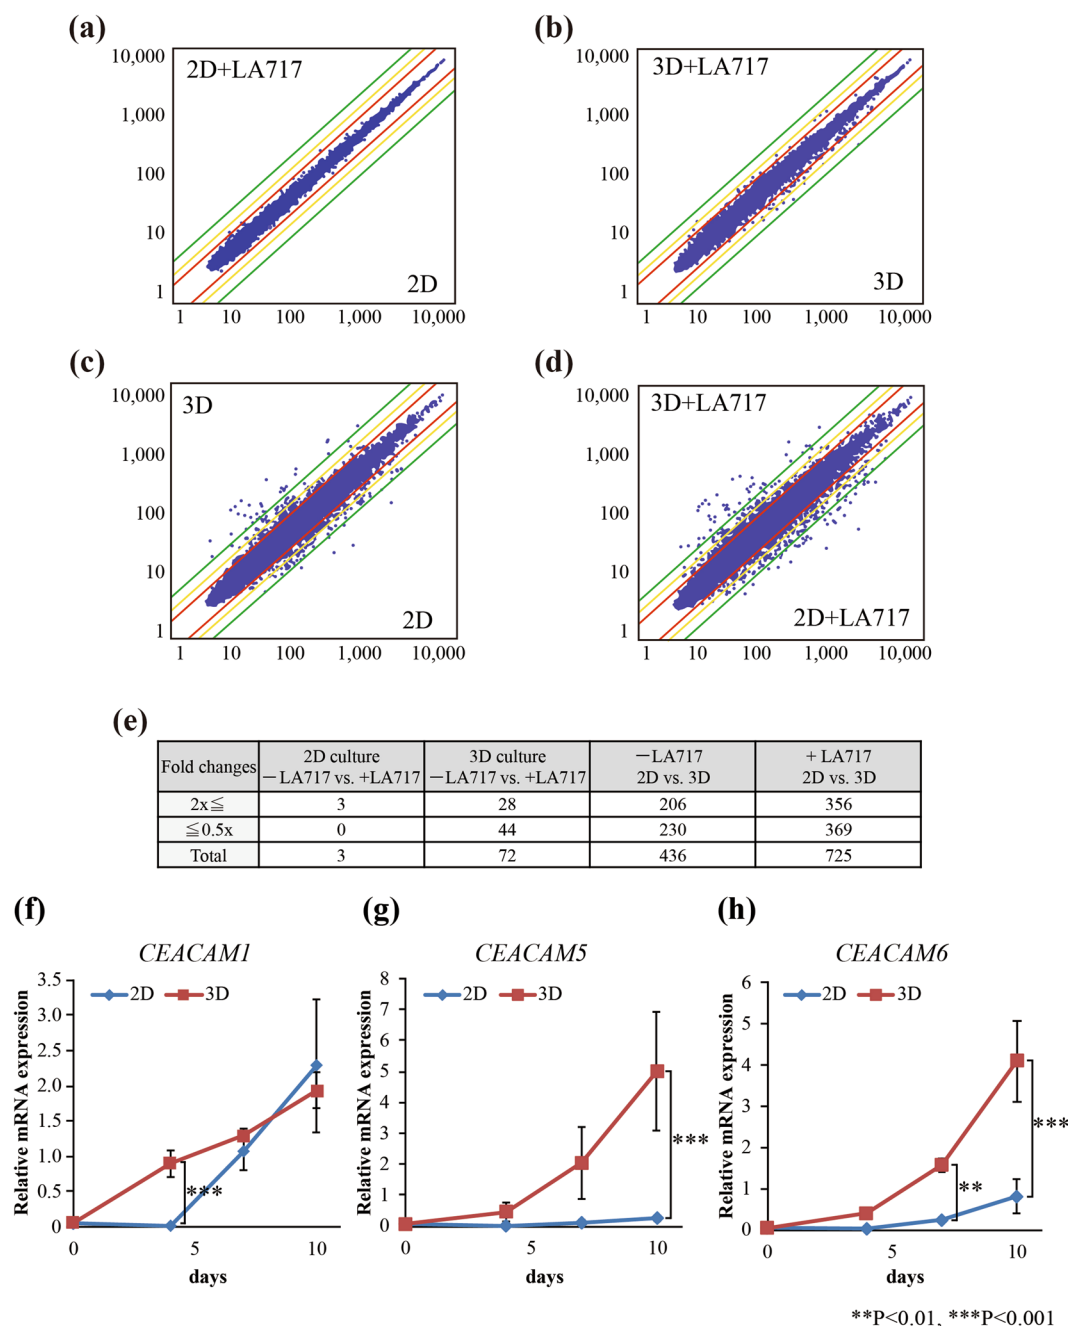 (a)
(b)
10,000
1,000
100
10
1
2D+LA717
2D
1 10 100 1,000 10,000
10,000
1,000
100
10
1
3D+LA717
3D
1 10 100 1,000 10,000
(c)
(d)
10,000
1,000
100
10
1
3D
2D
1 10 100 1,000 10,000
10,000
1,000
100
10
1
3D+LA717
2D+LA717
1 10 100 1,000 10,000
(e)
Fold changes
2D culture
－LA717 vs. +LA717
3D culture
－LA717 vs. +LA717
－LA717
2D vs. 3D
+ LA717
2D vs. 3D
2x≦ 3 28 206 356
≦0.5x 0 44 230 369
Total 3 72 436 725
(f)
CEACAM1
Relative mRNA expression
3.5
3.0
2.5
2.0
1.5
1.0
0.5
0
2D 3D
***
0 5 10
days
(g)
CEACAM5
Relative mRNA expression
8
7
6
5
4
3
2
1
0
2D 3D
***
0 5 10
days
(h)
CEACAM6
Relative mRNA expression
6
5
4
3
2
1
0
2D 3D
**
***
0 5 10
days
**P<0.01, ***P<0.001